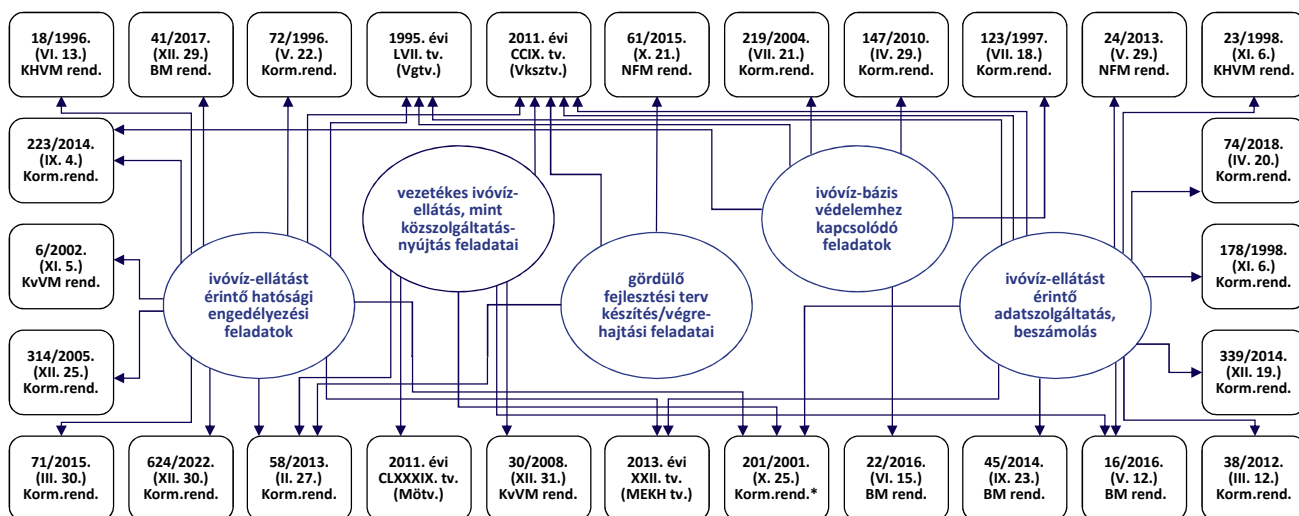 18/1996.
(VI. 13.)
KHVM rend.
41/2017.
(XII. 29.)
BM rend.
72/1996.
(V. 22.)
Korm.rend.
1995. évi
LVII. tv.
(Vgtv.)
2011. évi
CCIX. tv.
(Vksztv.)
61/2015.
(X. 21.)
NFM rend.
219/2004.
(VII. 21.)
Korm.rend.
147/2010.
(IV. 29.)
Korm.rend.
123/1997.
(VII. 18.)
Korm.rend.
24/2013.
(V. 29.)
NFM rend.
23/1998.
(XI. 6.)
KHVM rend.
223/2014.
(IX. 4.)
Korm.rend.
74/2018.
(IV. 20.)
Korm.rend.
vezetékes ivóvíz-
ellátás, mint
közszolgáltatás-
nyújtás feladatai
ivóvíz-bázis
védelemhez
kapcsolódó
feladatok
6/2002.
(XI. 5.)
KvVM rend.
178/1998.
(XI. 6.)
Korm.rend.
ivóvíz-ellátást
érintő hatósági
engedélyezési
feladatok
gördülő
fejlesztési terv
készítés/végre-
hajtási feladatai
ivóvíz-ellátást
érintő
adatszolgáltatás,
beszámolás
314/2005.
(XII. 25.)
Korm.rend.
339/2014.
(XII. 19.)
Korm.rend.
71/2015.
(III. 30.)
Korm.rend.
624/2022.
(XII. 30.)
Korm.rend.
58/2013.
(II. 27.)
Korm.rend.
2011. évi
CLXXXIX. tv.
(Mötv.)
30/2008.
(XII. 31.)
KvVM rend.
2013. évi
XXII. tv.
(MEKH tv.)
201/2001.
(X. 25.)
Korm.rend.*
22/2016.
(VI. 15.)
BM rend.
45/2014.
(IX. 23.)
BM rend.
16/2016.
(V. 12.)
BM rend.
38/2012.
(III. 12.)
Korm.rend.